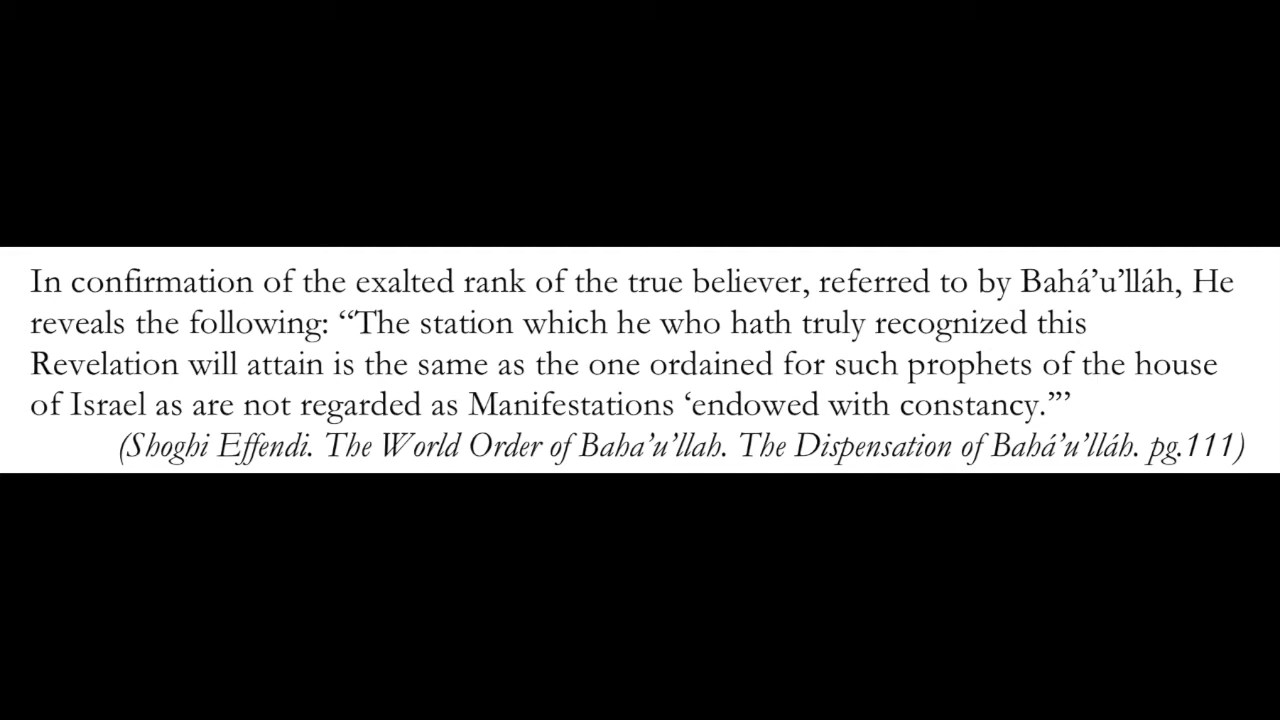 In confirmation of the exalted rank of the true believer, referred to by Bahá’u’lláh, He
reveals the following: “The station which he who hath truly recognized this
Revelation will attain is the same as the one ordained for such prophets of the house
of Israel as are not regarded as Manifestations ‘endowed with constancy.”’
(Shoghi Effendi. The World Order of Baha’u’llah. The Dispensation of Bahá’u’lláh. pg.111)